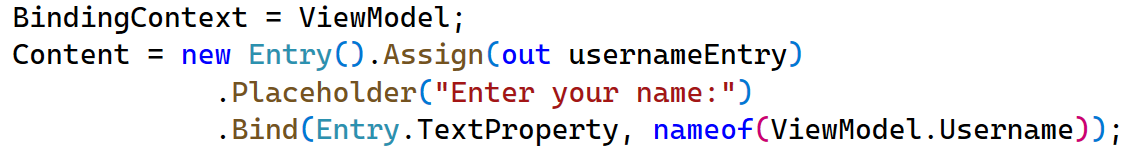 BindingContext = ViewModel;
Content = new Entry().Assign(out usernameEntry)
.Placeholder("Enter your name:")
.Bind(Entry.TextProperty, nameof(ViewModel.Username));